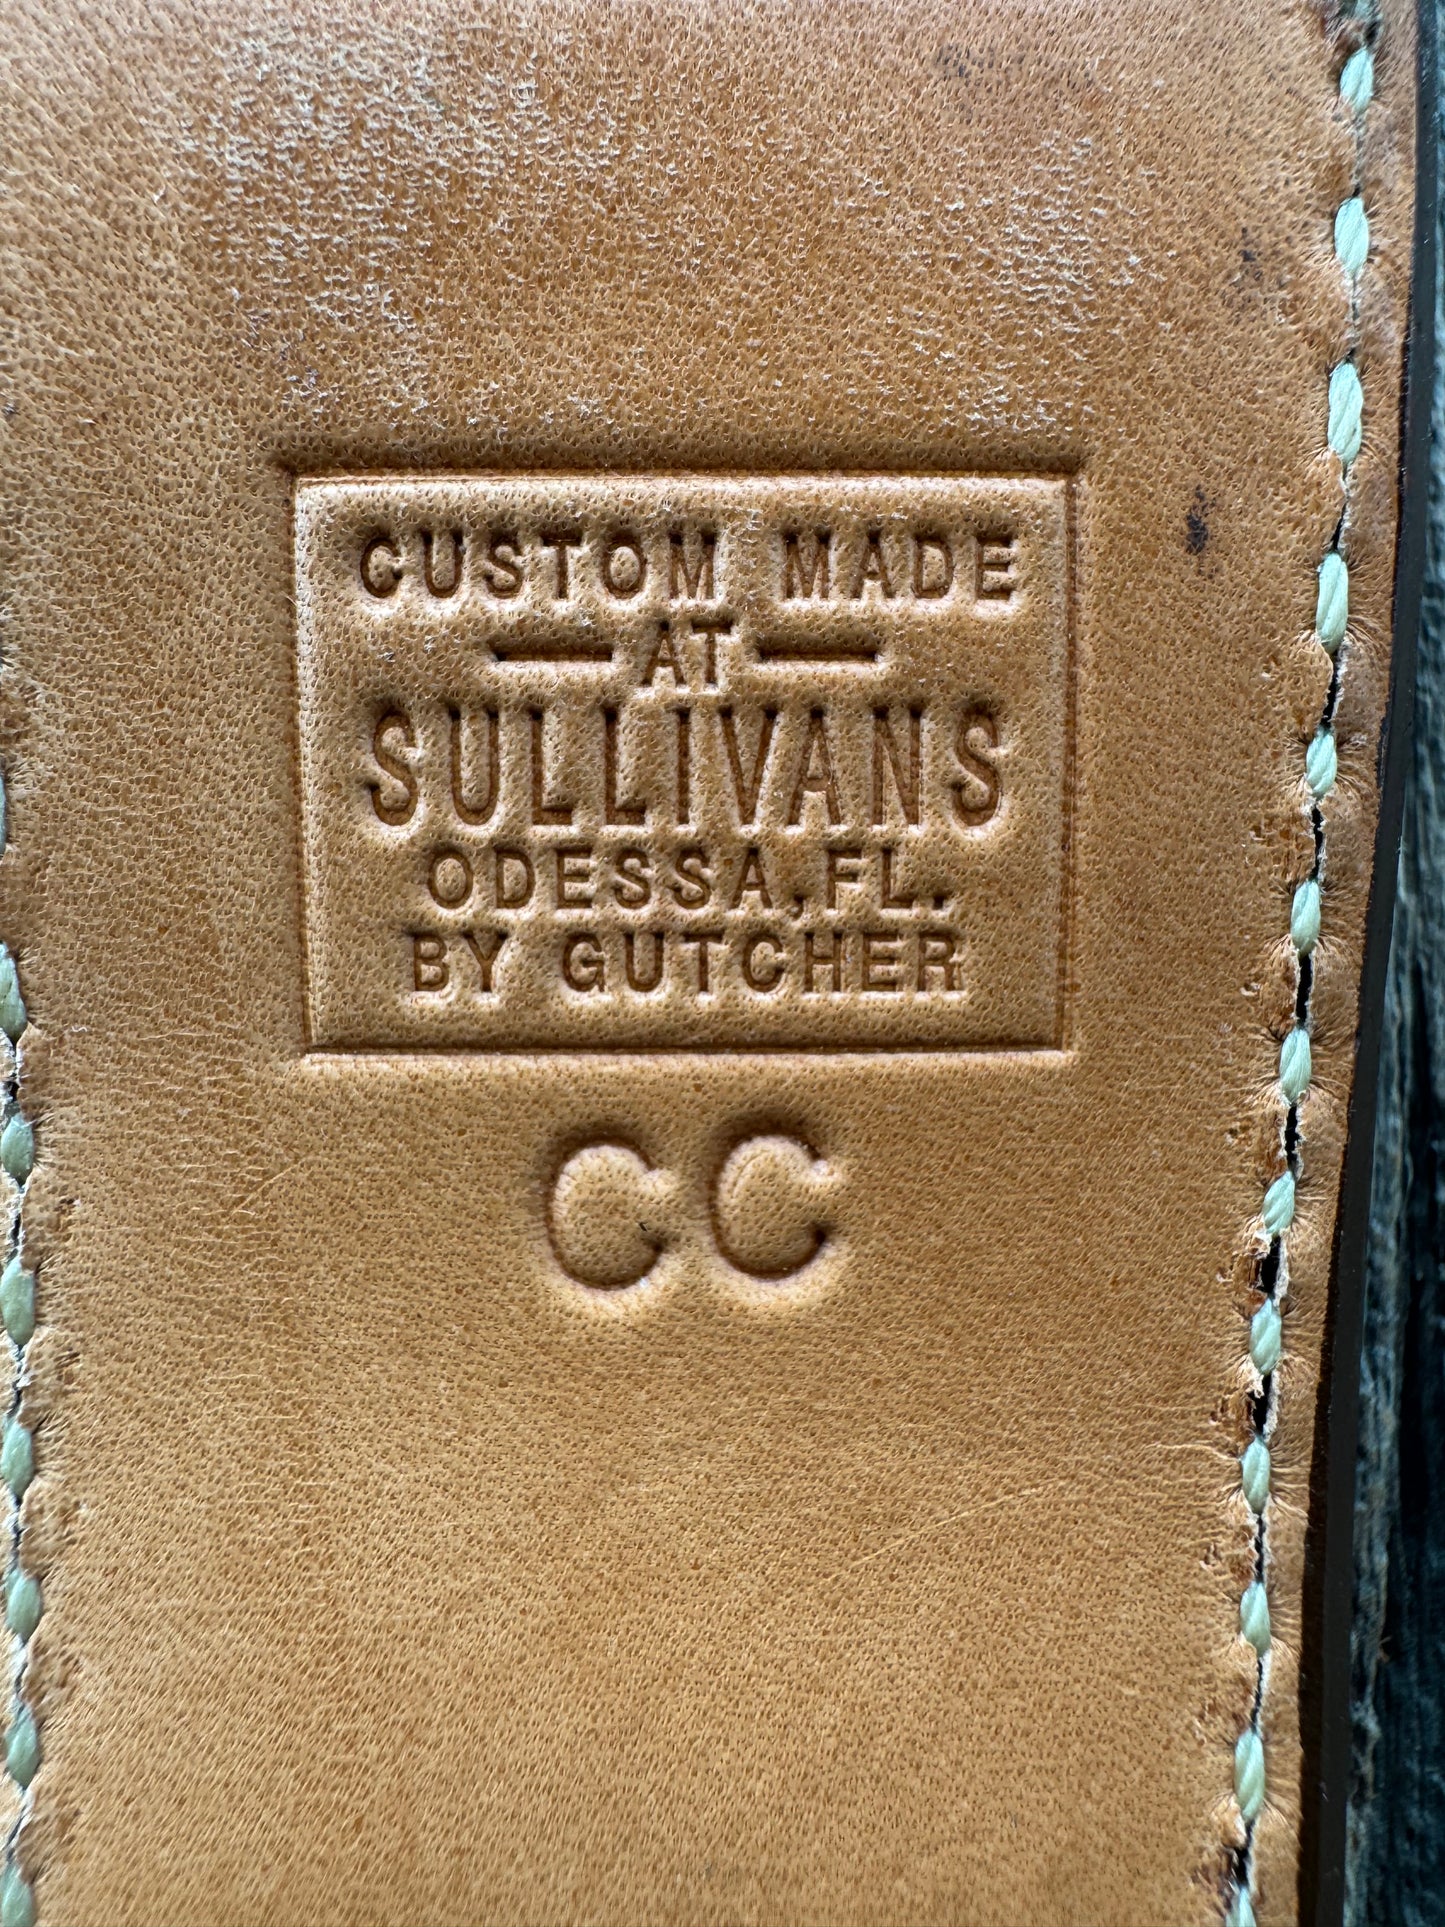 CUSTOM MADE
AT
SULLIVANS
ODESSA, FL.
BY GUTCHER
CC